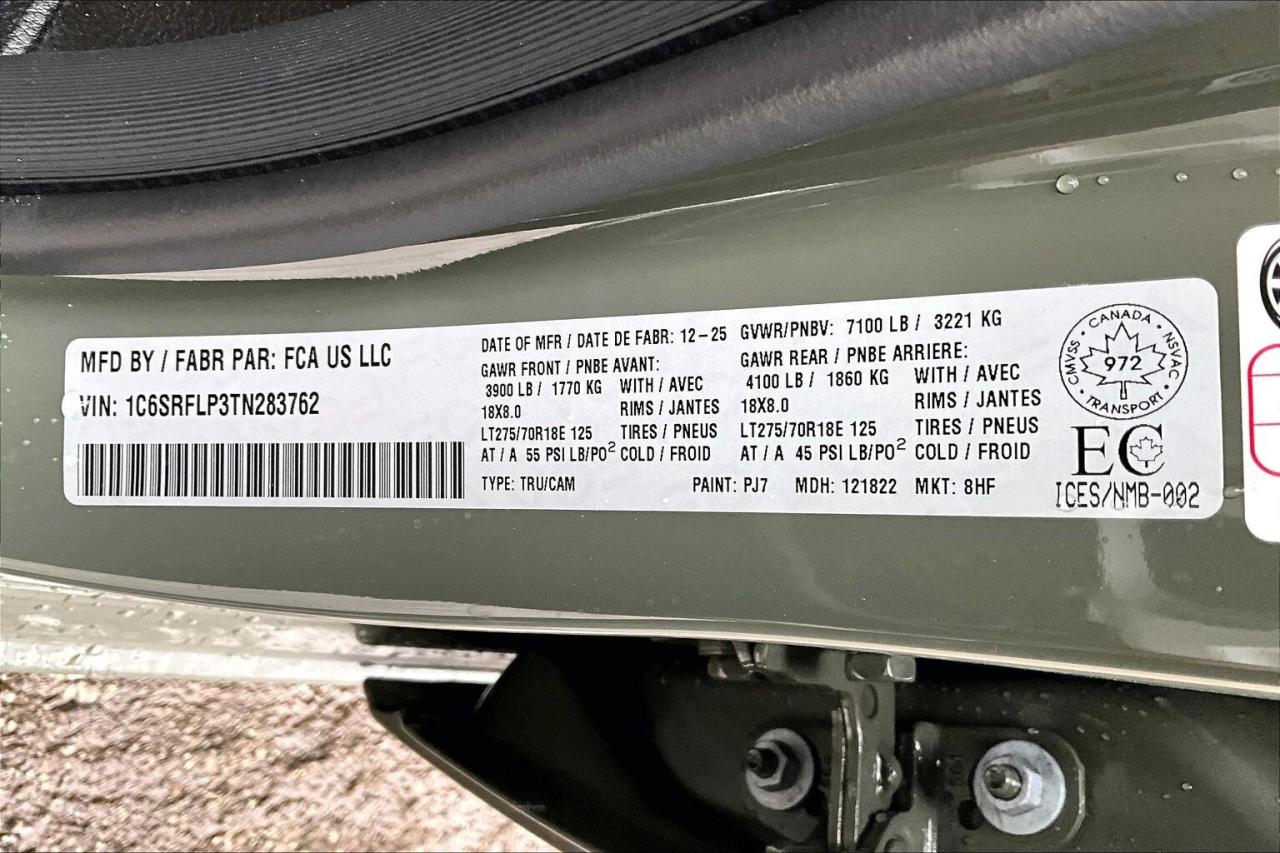 MFD BY / FABR PAR: FCA US LLC
VIN: 1C6SRFLP3TN283762
DATE OF MFR / DATE DE FABR: 12-25
GAWR FRONT / PNBE AVANT:
3900 LB / 1770 KG WITH / AVEC
18X8.0 RIMS / JANTES
LT275/70R18E 125 TIRES / PNEUS
AT / A 55 PSI LB/PO² COLD / FROID
TYPE: TRU/CAM
GVWR/PNBV: 7100 LB / 3221 KG
GAWR REAR / PNBE ARRIERE:
4100 LB / 1860 KG WITH / AVEC
18X8.0 RIMS / JANTES
LT275/70R18E 125 TIRES / PNEUS
AT / A 45 PSI LB/PO² COLD / FROID
PAINT: PJ7 MDH: 121822 MKT: 8HF
CMVSS • CANADA • NSVAC
• TRANSPORT •
972
EC
ICES/NMB-002